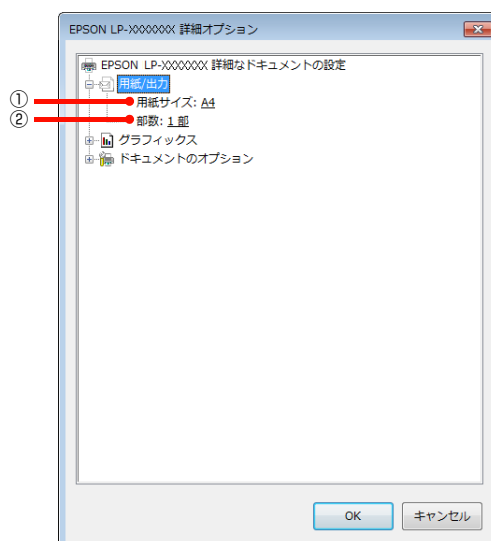 EPSON LP-XXXXXXX 詳細オプション
EPSON LP-XXXXXXX 詳細なドキュメントの設定
用紙/出力
① 用紙サイズ: A4
② 部数: 1 部
グラフィックス
ドキュメントのオプション
OK キャンセル